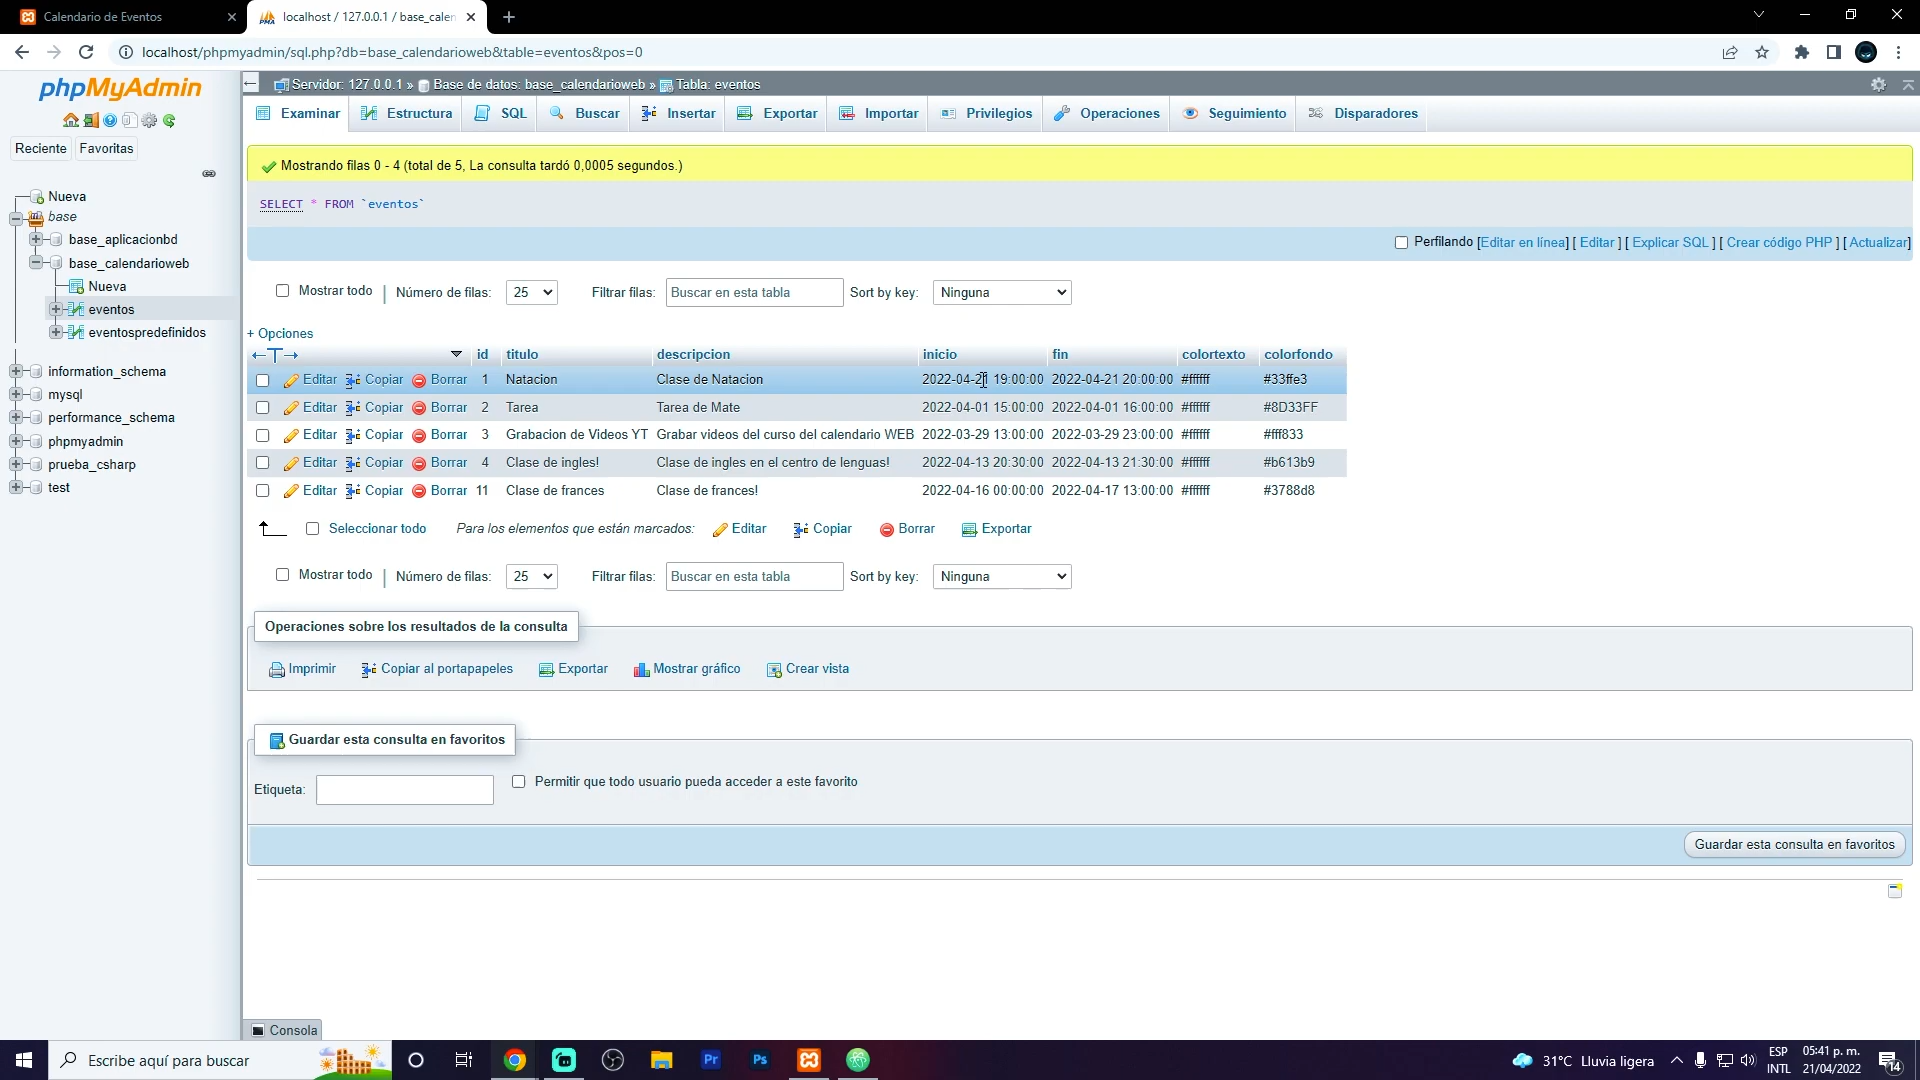 Calendario de Eventos
localhost / 127.0.0.1 / base_calen
localhost/phpmyadmin/sql.php?db=base_calendarioweb&table=eventos&pos=0
phpMyAdmin
Reciente Favoritas
Nueva
base
base_aplicacionbd
base_calendarioweb
Nueva
eventos
eventospredefinidos
information_schema
mysql
performance_schema
phpmyadmin
prueba_csharp
test
Servidor: 127.0.0.1 » Base de datos: base_calendarioweb » Tabla: eventos
Examinar Estructura SQL Buscar Insertar Exportar Importar Privilegios Operaciones Seguimiento Disparadores
Mostrando filas 0 - 4 (total de 5, La consulta tardó 0,0005 segundos.)
SELECT * FROM `eventos`
Perfilando [Editar en línea] [ Editar ] [ Explicar SQL ] [ Crear código PHP ] [ Actualizar]
Mostrar todo | Número de filas: 25 Filtrar filas: Buscar en esta tabla Sort by key: Ninguna
+ Opciones
←T→ id titulo descripcion inicio fin colortexto colorfondo
Editar Copiar Borrar 1 Natacion Clase de Natacion 2022-04-21 19:00:00 2022-04-21 20:00:00 #ffffff #33ffe3
Editar Copiar Borrar 2 Tarea Tarea de Mate 2022-04-01 15:00:00 2022-04-01 16:00:00 #ffffff #8D33FF
Editar Copiar Borrar 3 Grabacion de Videos YT Grabar videos del curso del calendario WEB 2022-03-29 13:00:00 2022-03-29 23:00:00 #ffffff #fff833
Editar Copiar Borrar 4 Clase de ingles! Clase de ingles en el centro de lenguas! 2022-04-13 20:30:00 2022-04-13 21:30:00 #ffffff #b613b9
Editar Copiar Borrar 11 Clase de frances Clase de frances! 2022-04-16 00:00:00 2022-04-17 13:00:00 #ffffff #3788d8
Seleccionar todo Para los elementos que están marcados: Editar Copiar Borrar Exportar
Mostrar todo | Número de filas: 25 Filtrar filas: Buscar en esta tabla Sort by key: Ninguna
Operaciones sobre los resultados de la consulta
Imprimir Copiar al portapapeles Exportar Mostrar gráfico Crear vista
Guardar esta consulta en favoritos
Etiqueta: Permitir que todo usuario pueda acceder a este favorito
Guardar esta consulta en favoritos
Consola
Escribe aquí para buscar
Pr Ps
31°C Lluvia ligera
ESP
INTL
05:41 p. m.
21/04/2022
14